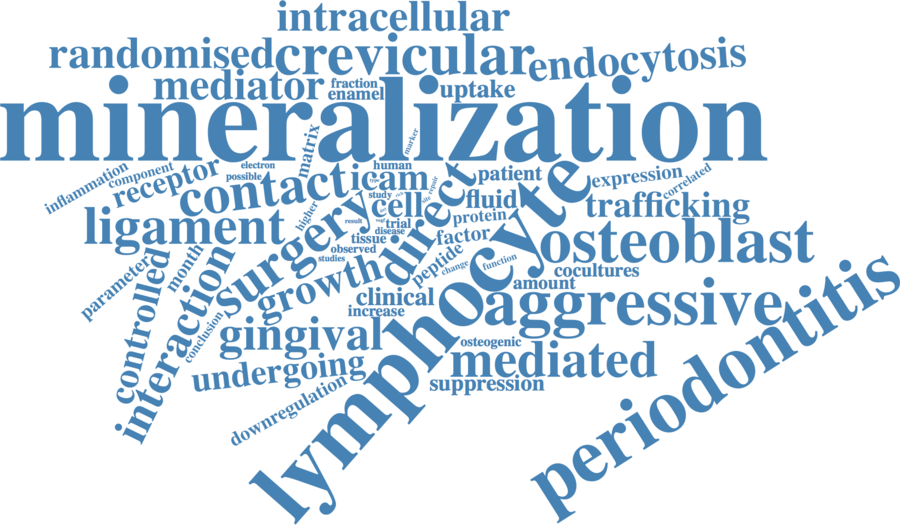 intracellular
randomised
crevicular
endocytosis
mediator
fraction
enamel
uptake
mineralization
marker
matrix
inflammation
component
receptor
electron
possible
human
contact
icam
type
study
patient
expression
correlated
repair
direct
fluid
trafficking
ligament
higher
surgery
result
cell
trial
disease
protein
lymphocyte
osteoblast
tissue
observed
studies
factor
peptide
change
function
cocultures
amount
parameter
month
controlled
interaction
growth
clinical
increase
aggressive
periodontitis
conclusion
gingival
osteogenic
mediated
undergoing
suppression
downregulation